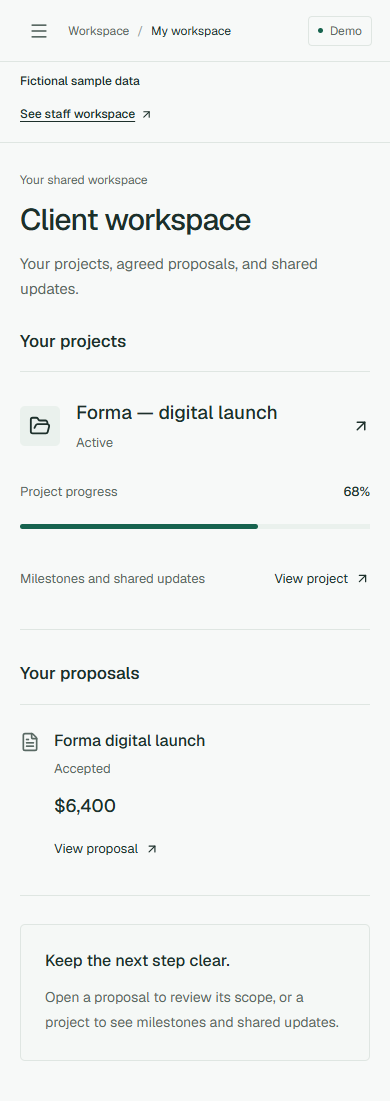 Workspace / My workspace
Demo
Fictional sample data
See staff workspace
Your shared workspace
Client workspace
Your projects, agreed proposals, and shared
updates.
Your projects
Forma — digital launch
Active
Project progress 68%
Milestones and shared updates View project
Your proposals
Forma digital launch
Accepted
$6,400
View proposal
Keep the next step clear.
Open a proposal to review its scope, or a
project to see milestones and shared updates.